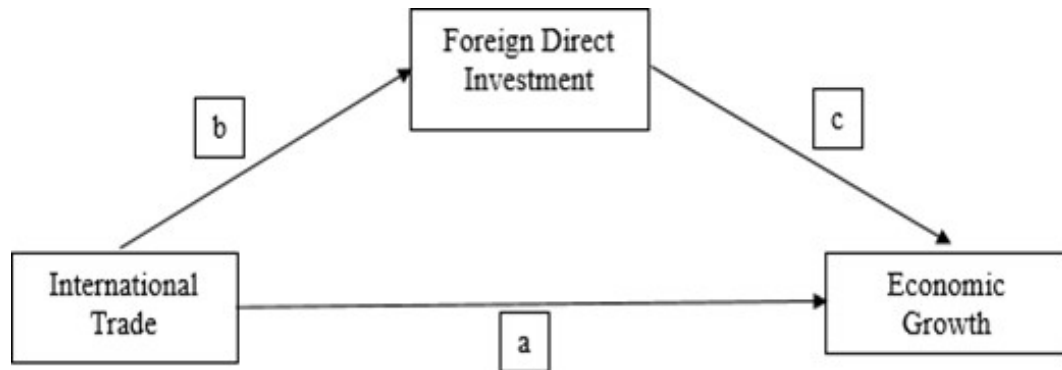 Foreign Direct
Investment
b
c
International
Trade
Economic
Growth
a